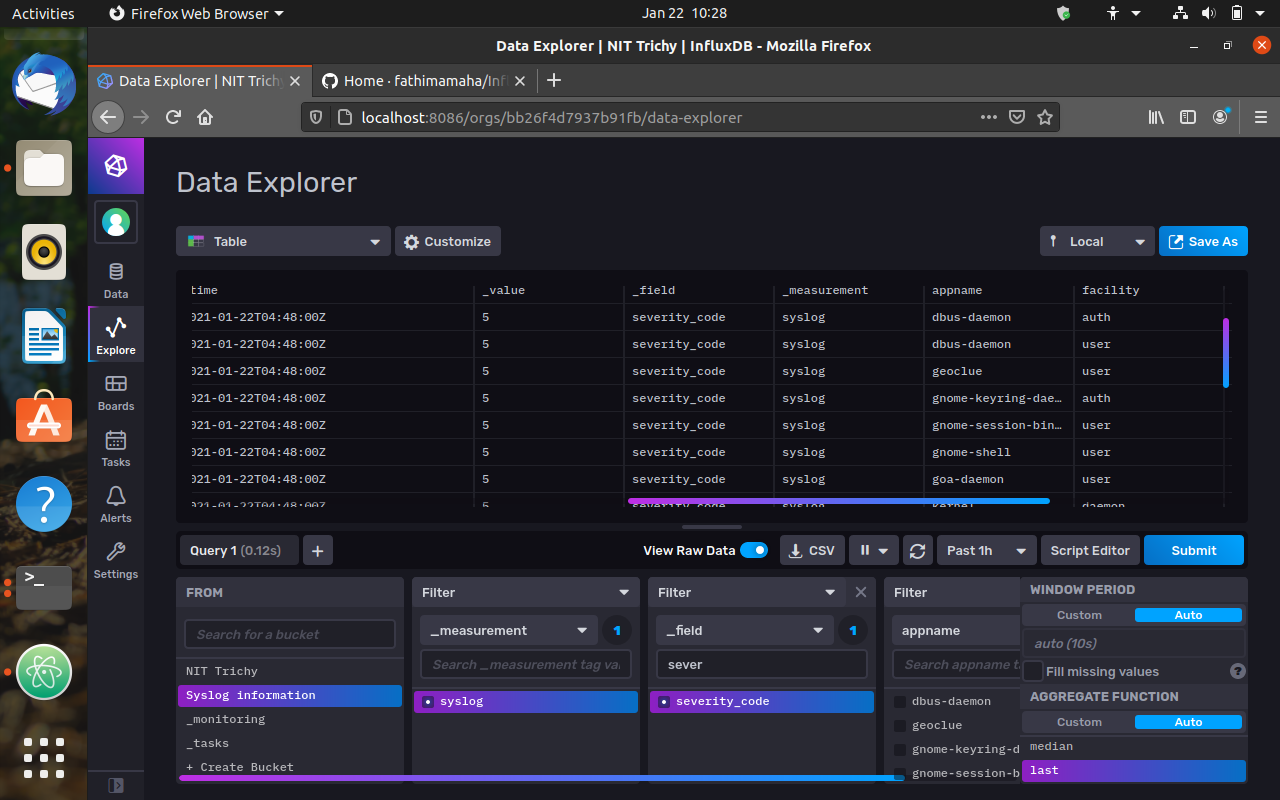 Activities Firefox Web Browser Jan 22 10:28
Data Explorer | NIT Trichy | InfluxDB - Mozilla Firefox
Data Explorer | NIT Trichy Home · fathimamaha/Inf
localhost:8086/orgs/bb26f4d7937b91fb/data-explorer
Data Explorer
Table Customize Local Save As
time _value _field _measurement appname facility
021-01-22T04:48:00Z 5 severity_code syslog dbus-daemon auth
021-01-22T04:48:00Z 5 severity_code syslog dbus-daemon user
021-01-22T04:48:00Z 5 severity_code syslog geoclue user
021-01-22T04:48:00Z 5 severity_code syslog gnome-keyring-dae… auth
021-01-22T04:48:00Z 5 severity_code syslog gnome-session-bin… user
021-01-22T04:48:00Z 5 severity_code syslog gnome-shell user
021-01-22T04:48:00Z 5 severity_code syslog goa-daemon user
021-01-22T04:48:00Z 5 severity_code syslog kernel daemon
Data
Explore
Boards
Tasks
Alerts
Settings
Query 1 (0.12s) + View Raw Data CSV Past 1h Script Editor Submit
FROM
Search for a bucket
NIT Trichy
Syslog information
_monitoring
_tasks
+ Create Bucket
Filter
_measurement 1
Search _measurement tag va
syslog
Filter
_field 1
sever
severity_code
Filter
appname
Search appname ta
dbus-daemon
geoclue
gnome-keyring-d
gnome-session-b
WINDOW PERIOD
Custom Auto
auto (10s)
Fill missing values ?
AGGREGATE FUNCTION
Custom Auto
median
last